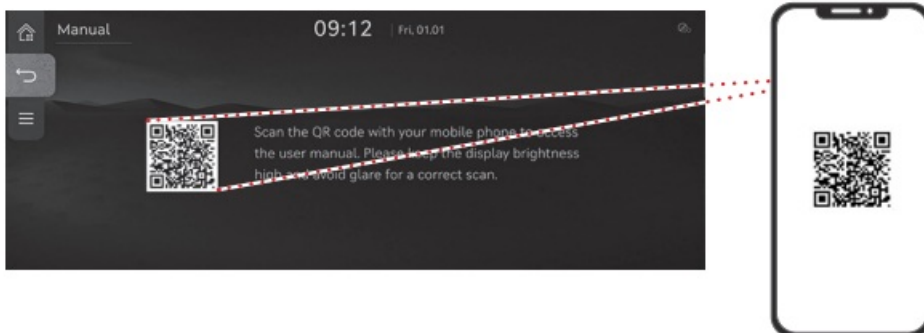 Manual
09:12
Fri, 01.01
Scan the QR code with your mobile phone to access
the user manual. Please keep the display brightness
high and avoid glare for a correct scan.